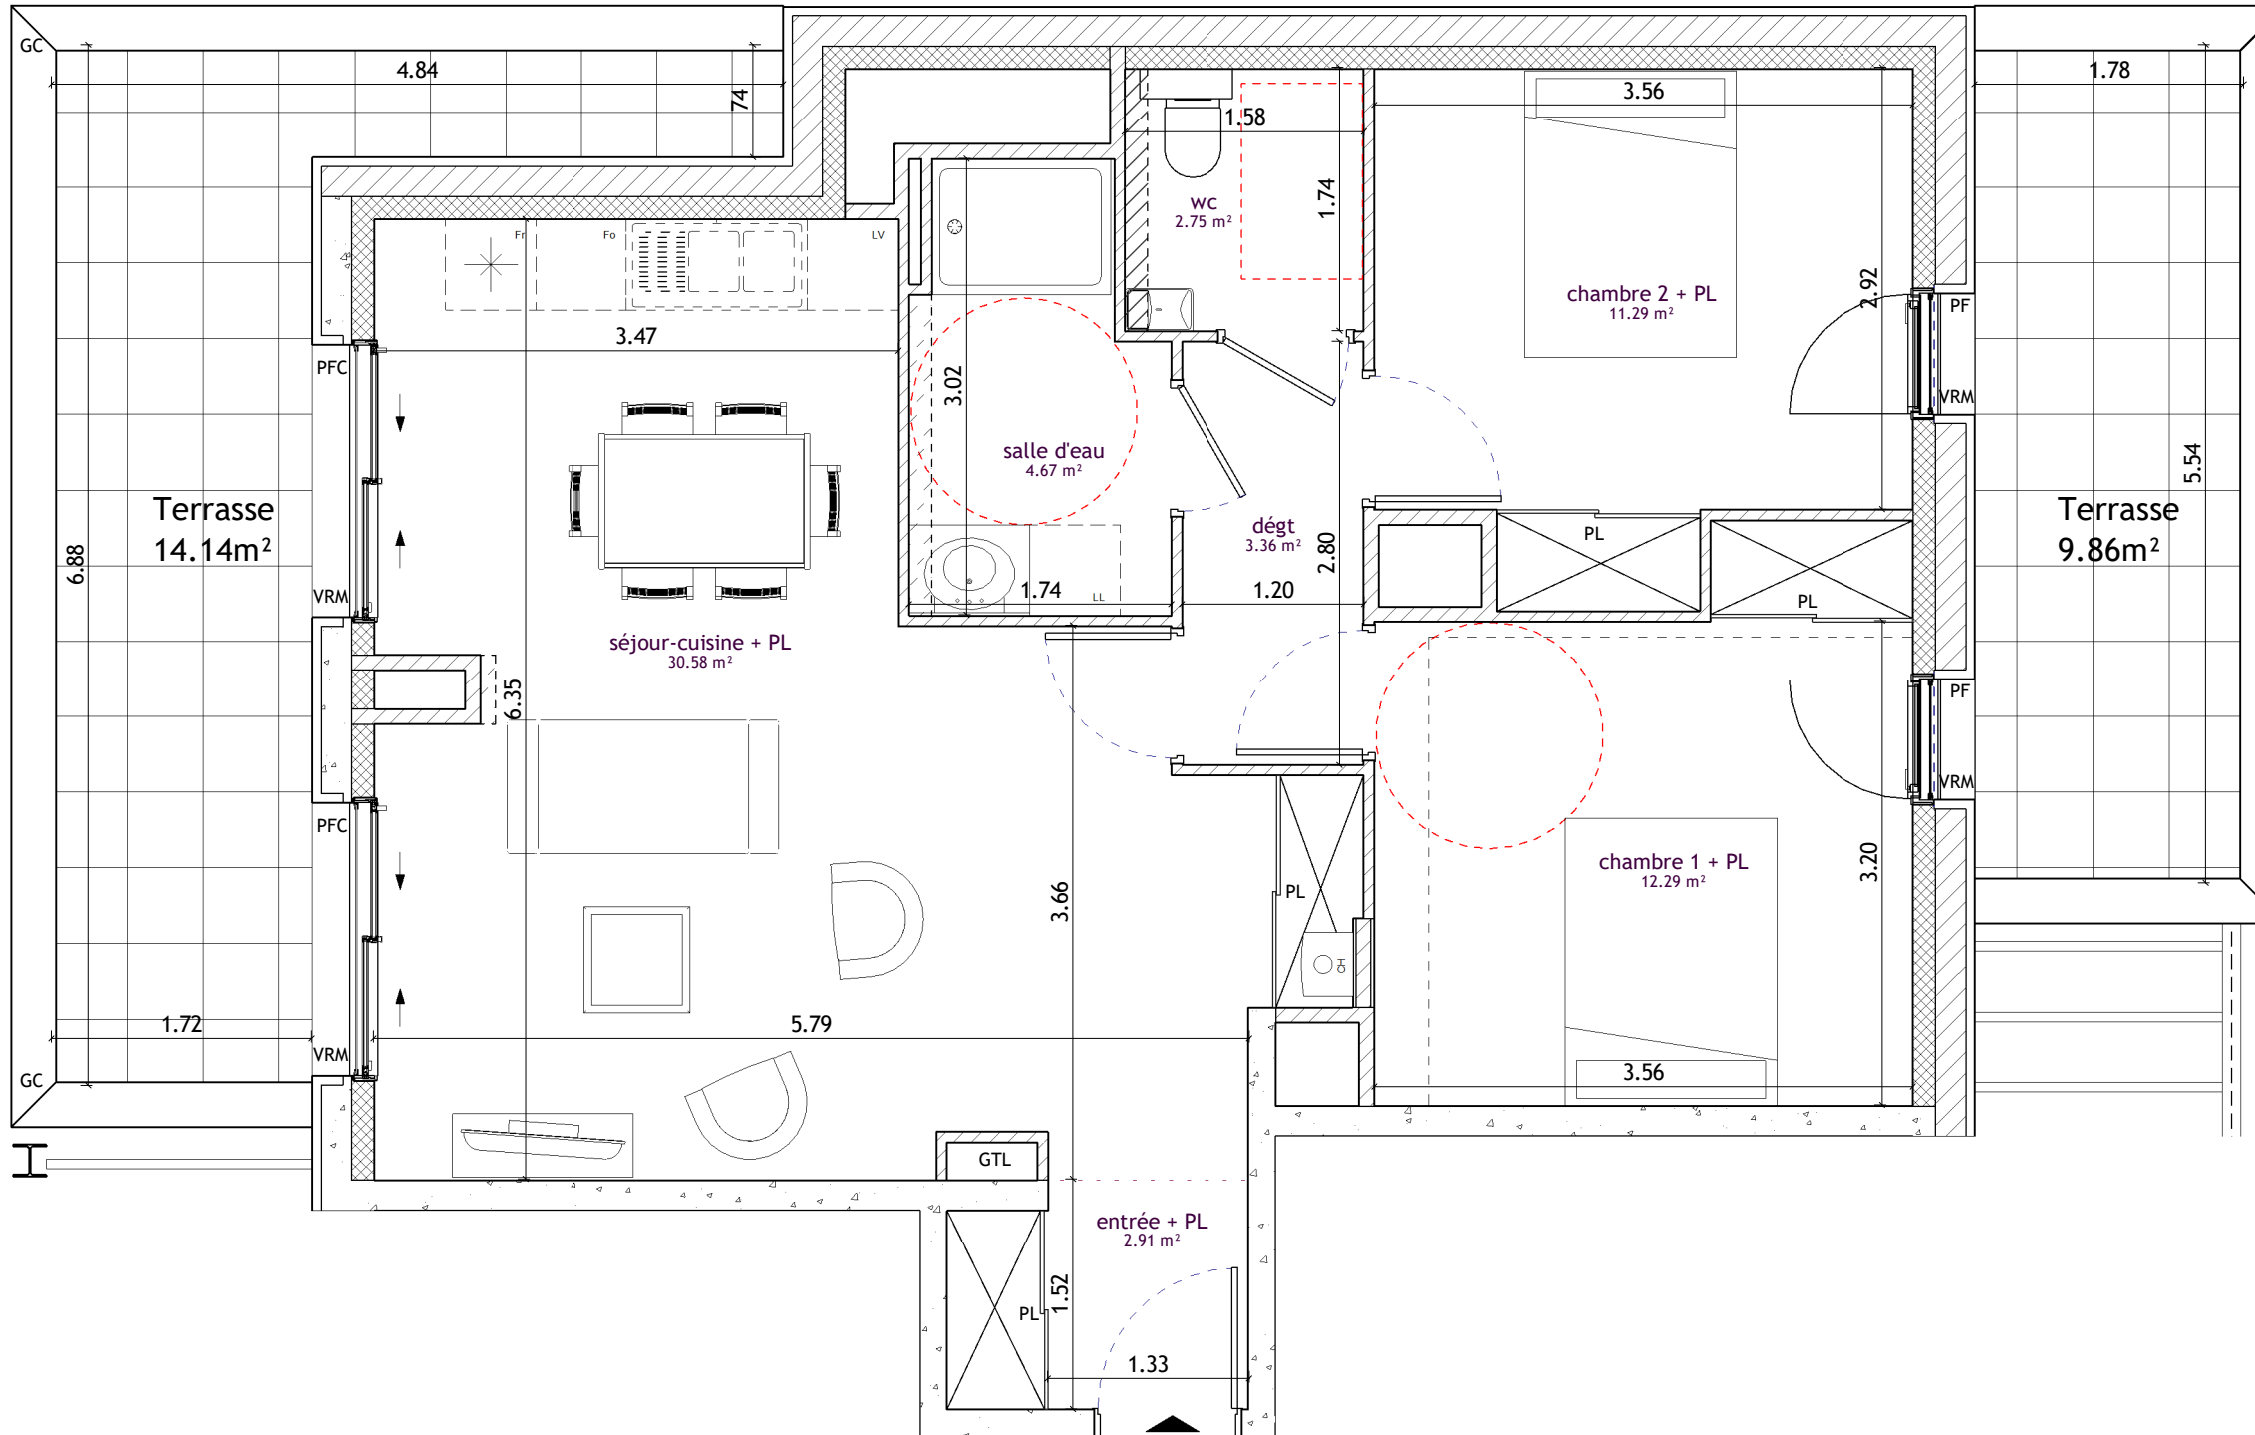 GC
4.84
74
1.58
3.56
1.78
Fr
Fo
LV
wc
2.75 m²
1.74
chambre 2 + PL
11.29 m²
2.92
PF
VRM
3.47
PFC
3.02
salle d'eau
4.67 m²
5.54
Terrasse
14.14m²
6.88
dégt
3.36 m²
2.80
PL
PL
Terrasse
9.86m²
VRM
1.74
LL
1.20
séjour-cuisine + PL
30.58 m²
6.35
PF
VRM
PFC
3.66
PL
CH
chambre 1 + PL
12.29 m²
3.20
1.72
5.79
VRM
3.56
GC
GTL
entrée + PL
2.91 m²
1.52
PL
1.33